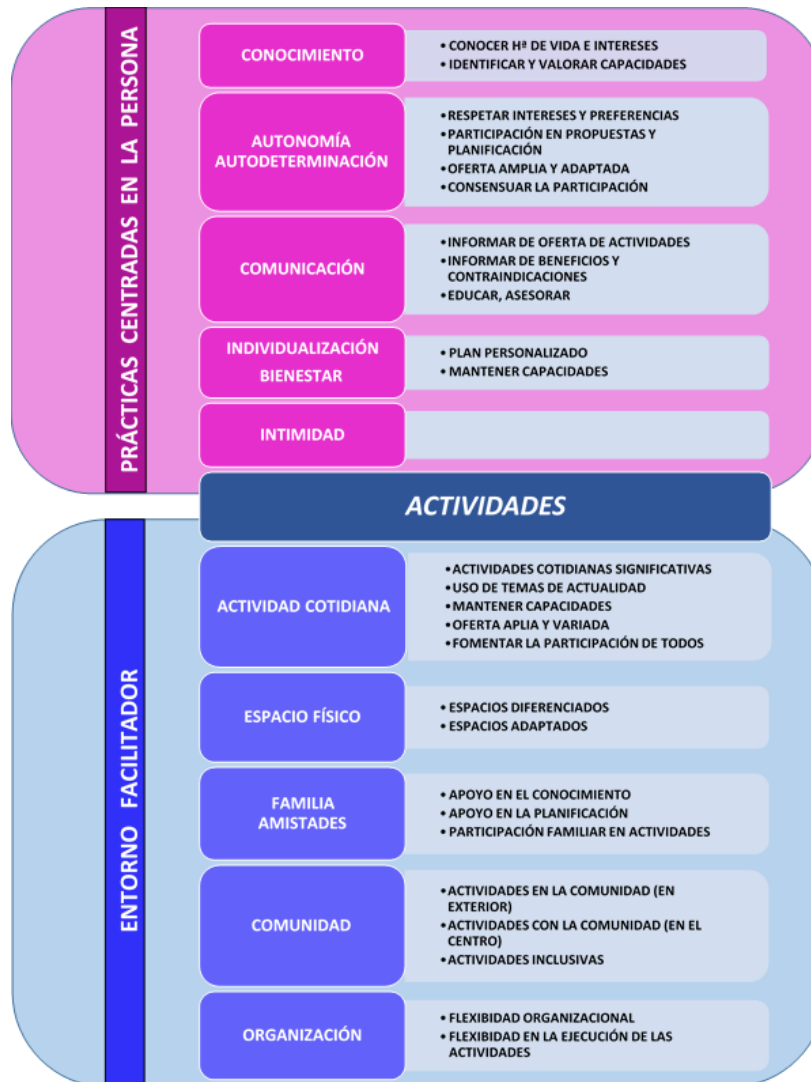 PRÁCTICAS CENTRADAS EN LA PERSONA
CONOCIMIENTO
• CONOCER Hª DE VIDA E INTERESES
• IDENTIFICAR Y VALORAR CAPACIDADES
AUTONOMÍA
AUTODETERMINACIÓN
• RESPETAR INTERESES Y PREFERENCIAS
• PARTICIPACIÓN EN PROPUESTAS Y
PLANIFICACIÓN
• OFERTA AMPLIA Y ADAPTADA
• CONSENSUAR LA PARTICIPACIÓN
COMUNICACIÓN
• INFORMAR DE OFERTA DE ACTIVIDADES
• INFORMAR DE BENEFICIOS Y
CONTRAINDICACIONES
• EDUCAR, ASESORAR
INDIVIDUALIZACIÓN
BIENESTAR
• PLAN PERSONALIZADO
• MANTENER CAPACIDADES
INTIMIDAD
ACTIVIDADES
ENTORNO FACILITADOR
ACTIVIDAD COTIDIANA
• ACTIVIDADES COTIDIANAS SIGNIFICATIVAS
• USO DE TEMAS DE ACTUALIDAD
• MANTENER CAPACIDADES
• OFERTA APLIA Y VARIADA
• FOMENTAR LA PARTICIPACIÓN DE TODOS
ESPACIO FÍSICO
• ESPACIOS DIFERENCIADOS
• ESPACIOS ADAPTADOS
FAMILIA
AMISTADES
• APOYO EN EL CONOCIMIENTO
• APOYO EN LA PLANIFICACIÓN
• PARTICIPACIÓN FAMILIAR EN ACTIVIDADES
COMUNIDAD
• ACTIVIDADES EN LA COMUNIDAD (EN
EXTERIOR)
• ACTIVIDADES CON LA COMUNIDAD (EN EL
CENTRO)
• ACTIVIDADES INCLUSIVAS
ORGANIZACIÓN
• FLEXIBIDAD ORGANIZACIONAL
• FLEXIBIDAD EN LA EJECUCIÓN DE LAS
ACTIVIDADES